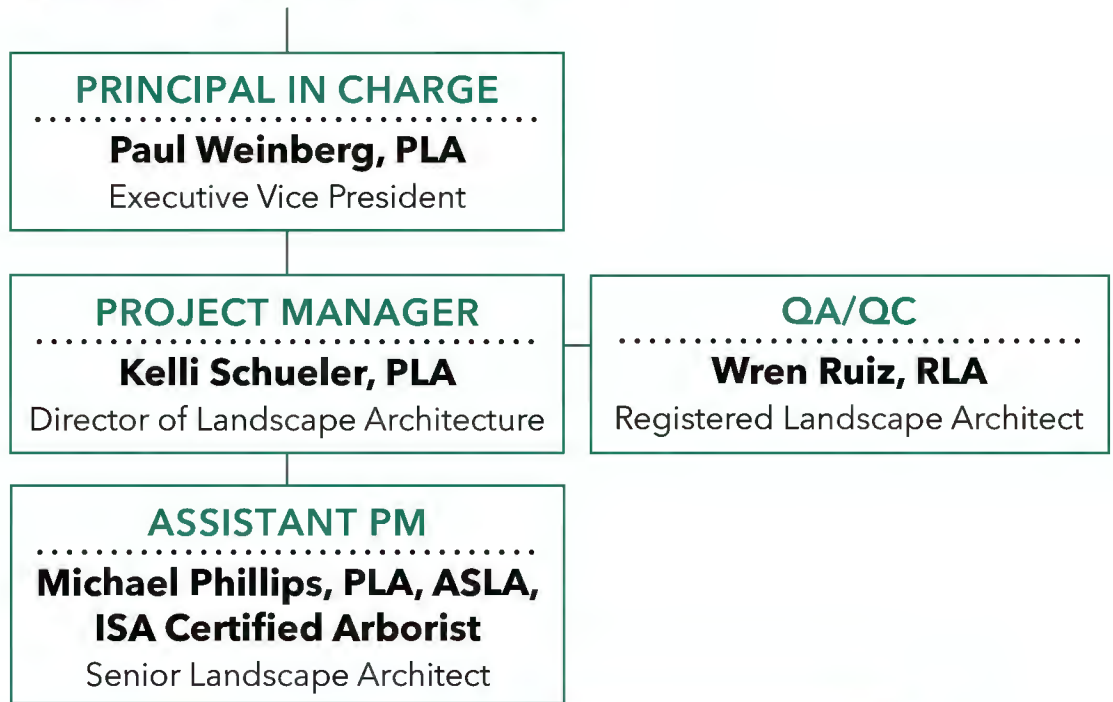 PRINCIPAL IN CHARGE
Paul Weinberg, PLA
Executive Vice President
PROJECT MANAGER
Kelli Schueler, PLA
Director of Landscape Architecture
QA/QC
Wren Ruiz, RLA
Registered Landscape Architect
ASSISTANT PM
Michael Phillips, PLA, ASLA,
ISA Certified Arborist
Senior Landscape Architect